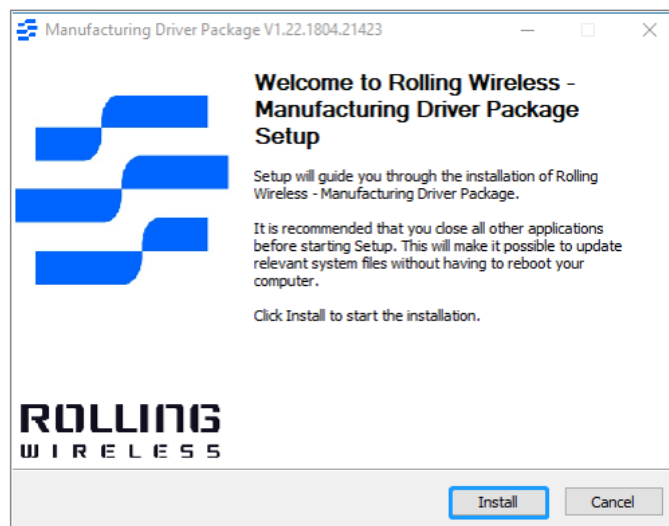 Manufacturing Driver Package V1.22.1804.21423
Welcome to Rolling Wireless -
Manufacturing Driver Package
Setup
Setup will guide you through the installation of Rolling
Wireless - Manufacturing Driver Package.
It is recommended that you close all other applications
before starting Setup. This will make it possible to update
relevant system files without having to reboot your
computer.
Click Install to start the installation.
ROLLING
WIRELESS
Install
Cancel